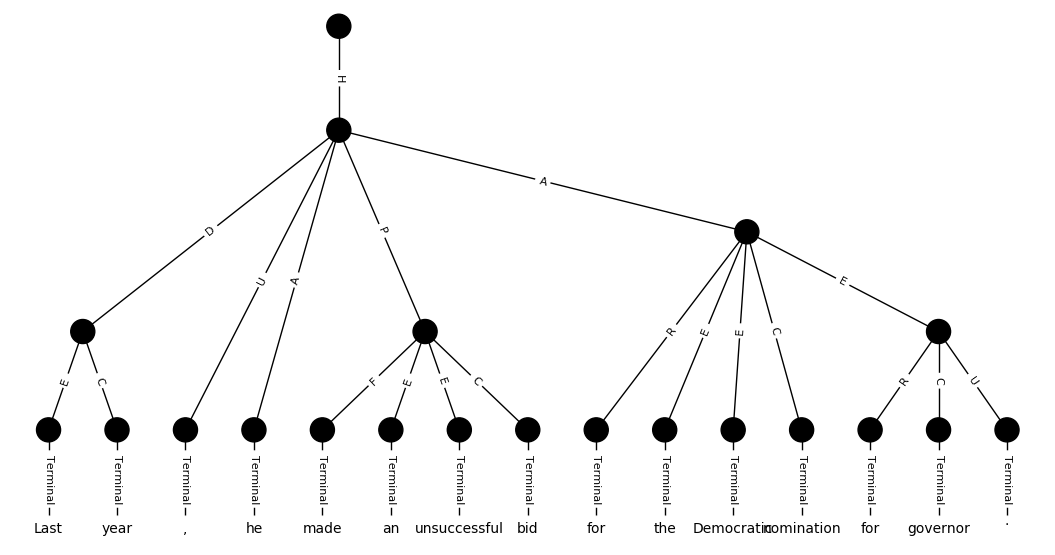 H
A
D
P
U
A
E
R
E
E
C
E
C
F
E
E
C
R
C
U
Terminal Terminal Terminal Terminal Terminal Terminal Terminal Terminal Terminal Terminal Terminal Terminal Terminal Terminal Terminal
Last year , he made an unsuccessful bid for the Democratic nomination for governor .